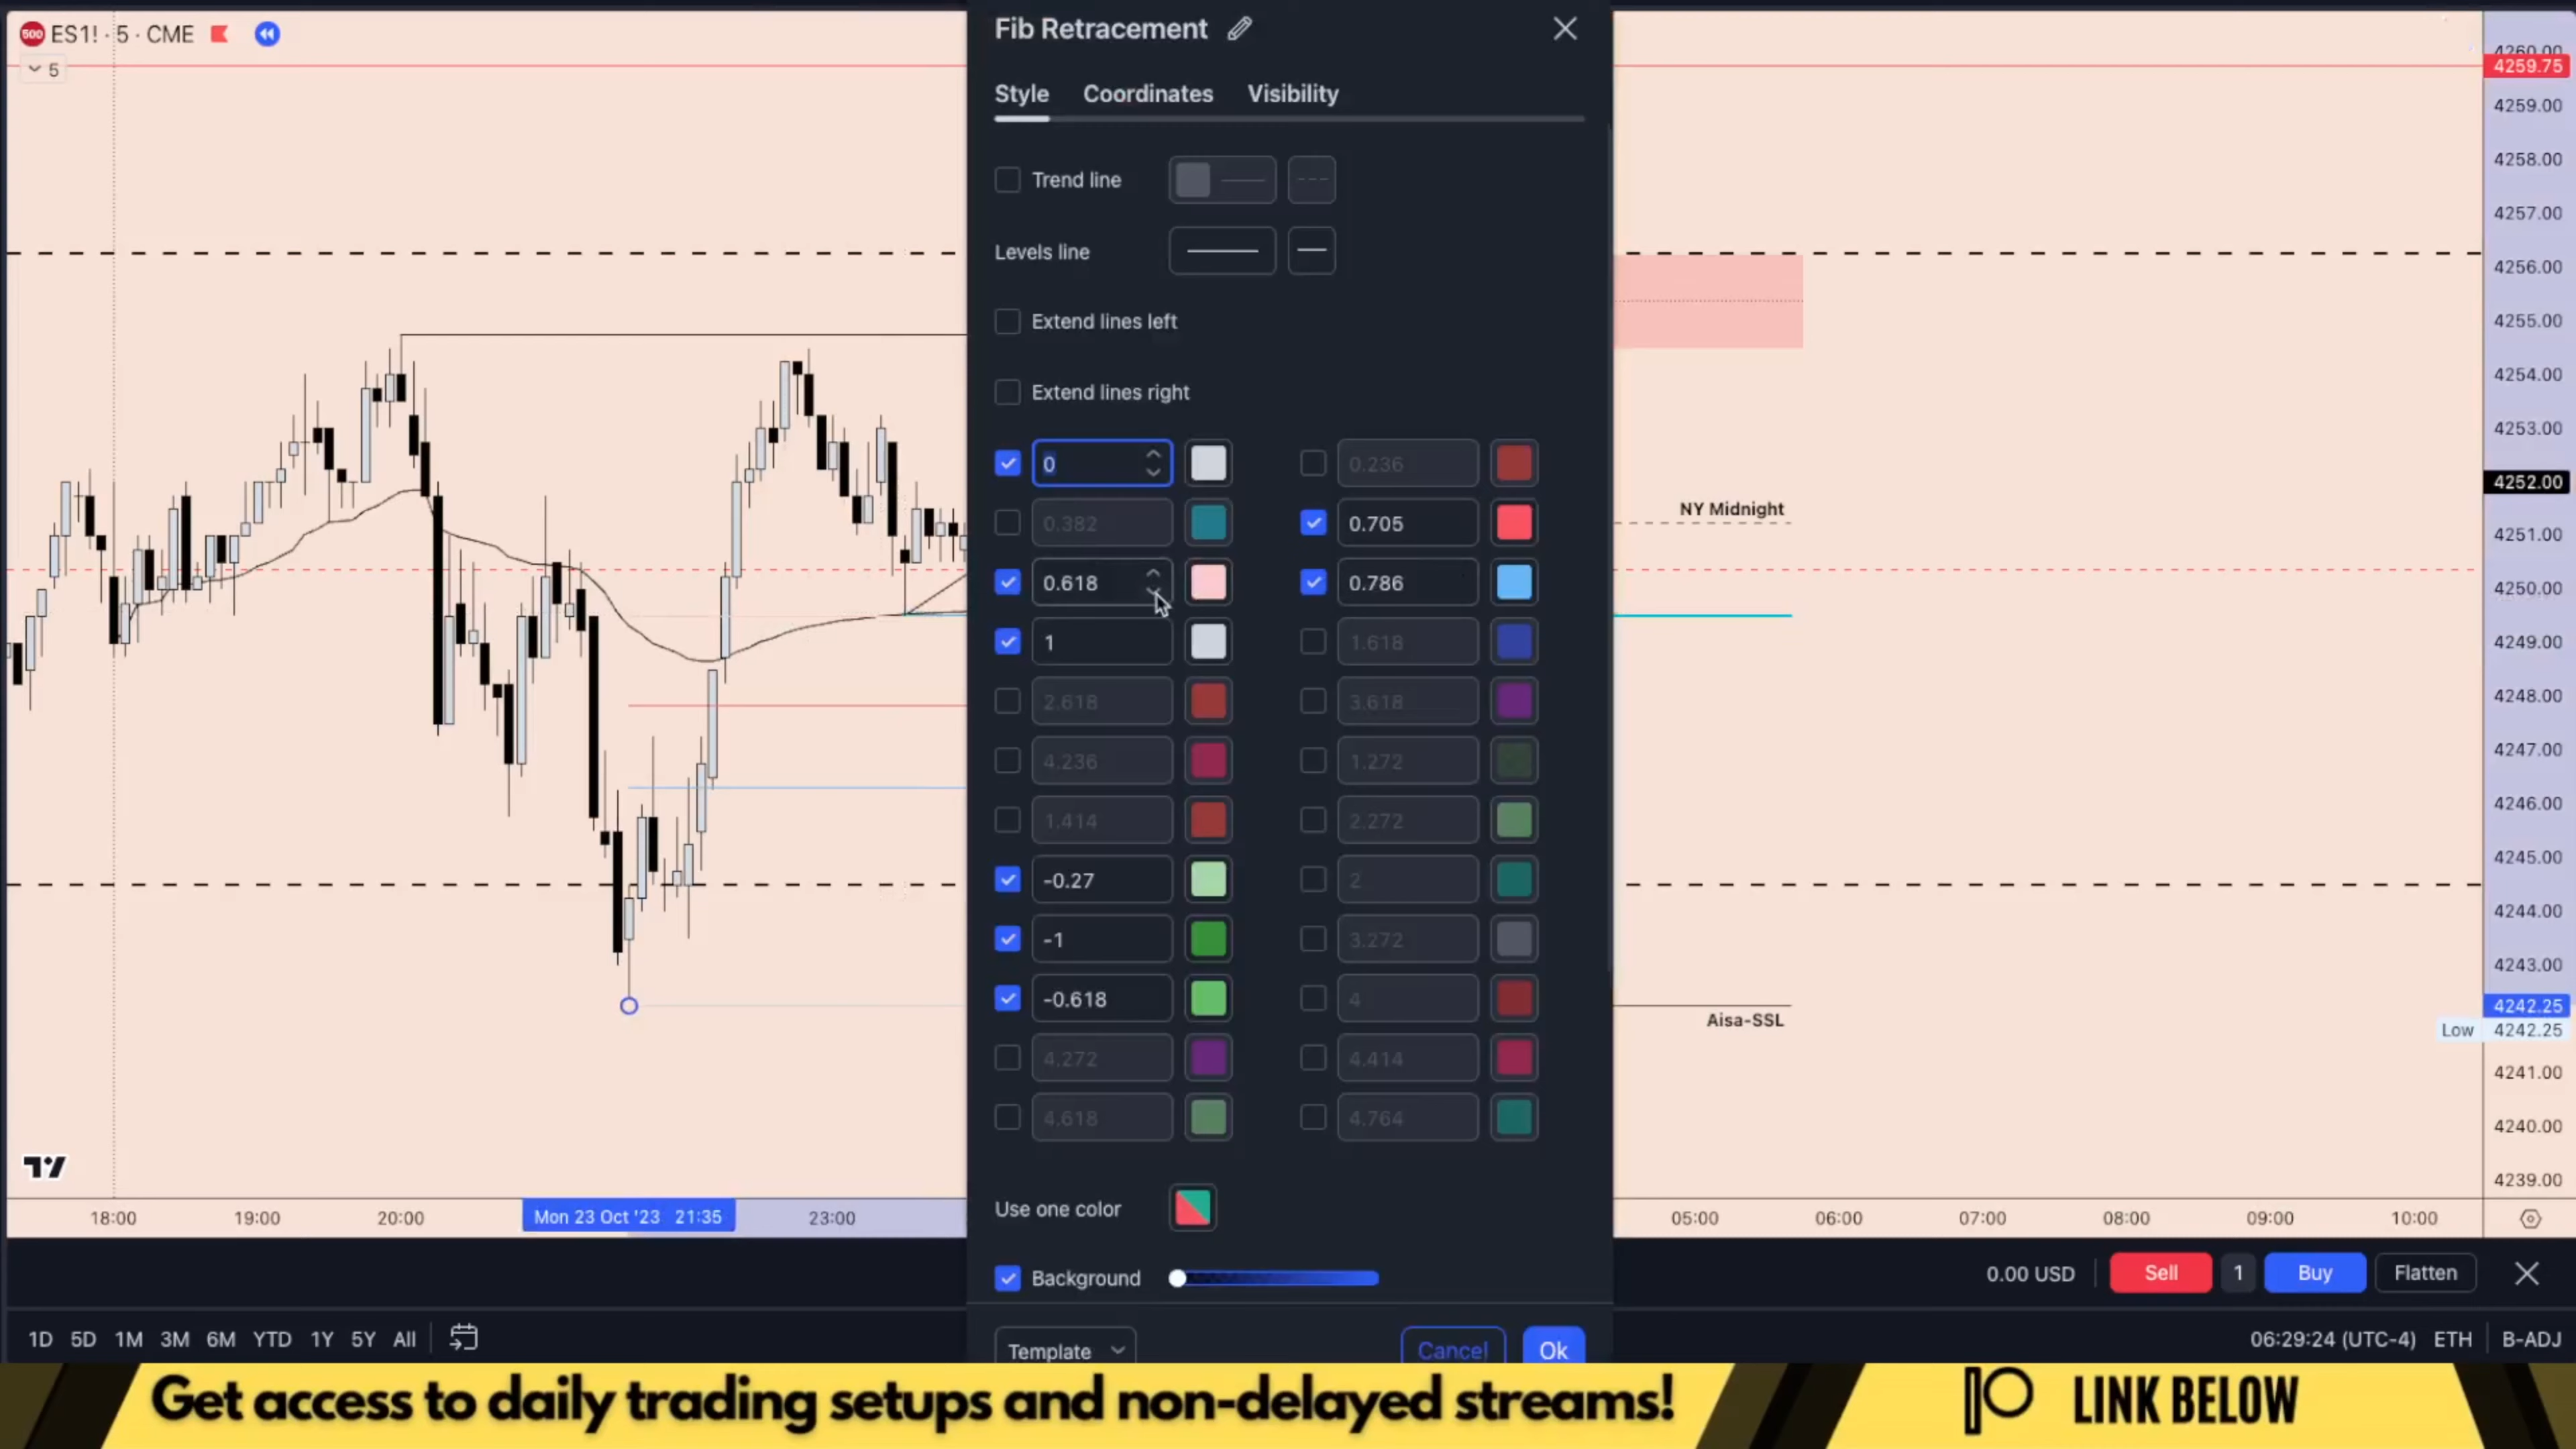 500 ES1! · 5 · CME
5
Fib Retracement
Style Coordinates Visibility
Trend line
Levels line
Extend lines left
Extend lines right
0 0.236
0.382 0.705
0.618 0.786
1 1.618
2.618 3.618
4.236 1.272
1.414 2.272
-0.27 2
-1 3.272
-0.618 4
4.272 4.414
4.618 4.764
Use one color
Background
Template Cancel Ok
NY Midnight
Aisa-SSL
4260.00
4259.75
4259.00
4258.00
4257.00
4256.00
4255.00
4254.00
4253.00
4252.00
4251.00
4250.00
4249.00
4248.00
4247.00
4246.00
4245.00
4244.00
4243.00
4242.25
Low 4242.25
4241.00
4240.00
4239.00
18:00 19:00 20:00 Mon 23 Oct '23 21:35 23:00 05:00 06:00 07:00 08:00 09:00 10:00
0.00 USD Sell 1 Buy Flatten
1D 5D 1M 3M 6M YTD 1Y 5Y All 06:29:24 (UTC-4) ETH B-ADJ
Get access to daily trading setups and non-delayed streams! LINK BELOW